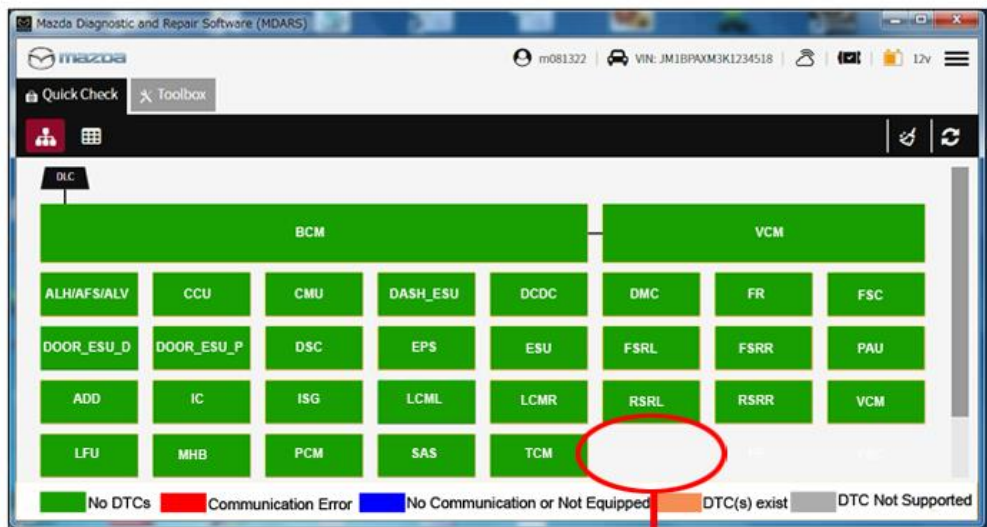 Mazda Diagnostic and Repair Software (MDARS)
mazda
m081322 VIN: JM1BPAXM3K1234518 12v
Quick Check Toolbox
DLC
BCM VCM
ALH/AFS/ALV CCU CMU DASH_ESU DCDC DMC FR FSC
DOOR_ESU_D DOOR_ESU_P DSC EPS ESU FSRL FSRR PAU
ADD IC ISG LCML LCMR RSRL RSRR VCM
LFU MHB PCM SAS TCM
No DTCs Communication Error No Communication or Not Equipped DTC(s) exist DTC Not Supported